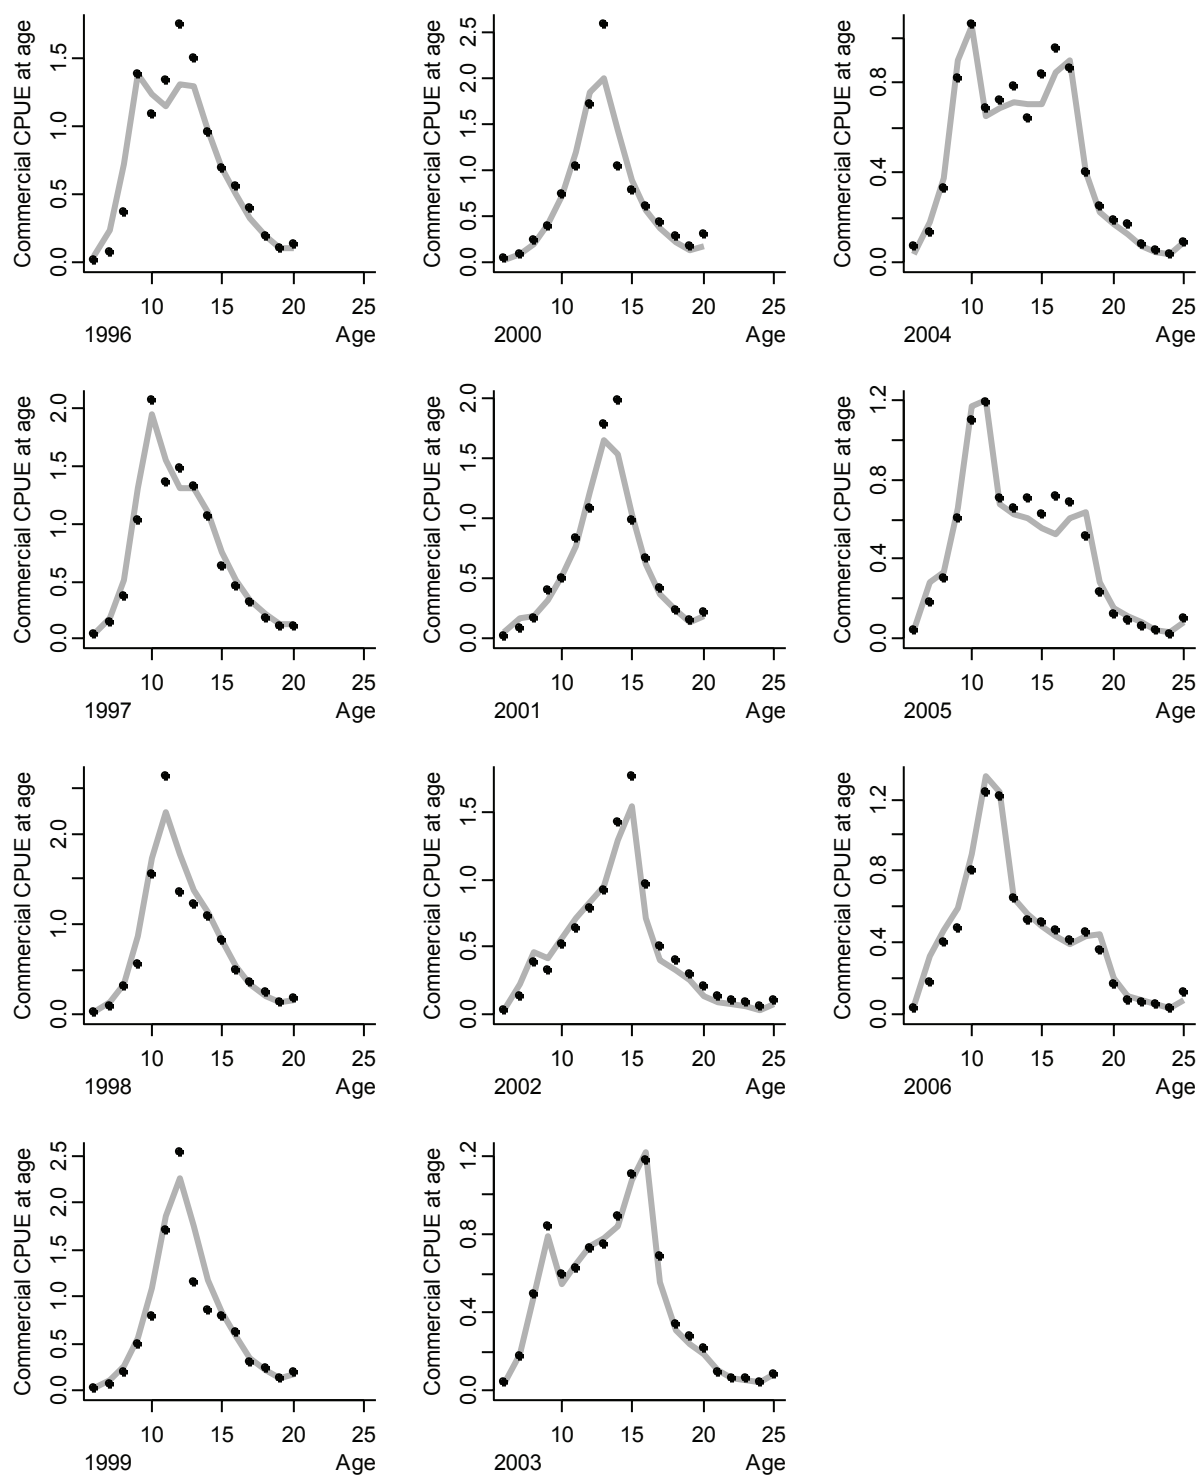 Commercial CPUE at age
0.0 0.5 1.0 1.5
10 15 20 25
1996 Age
Commercial CPUE at age
0.0 0.5 1.0 1.5 2.0 2.5
10 15 20 25
2000 Age
Commercial CPUE at age
0.0 0.4 0.8
10 15 20 25
2004 Age
Commercial CPUE at age
0.0 0.5 1.0 1.5 2.0
10 15 20 25
1997 Age
Commercial CPUE at age
0.0 0.5 1.0 1.5 2.0
10 15 20 25
2001 Age
Commercial CPUE at age
0.0 0.4 0.8 1.2
10 15 20 25
2005 Age
Commercial CPUE at age
0.0 1.0 2.0
10 15 20 25
1998 Age
Commercial CPUE at age
0.0 0.5 1.0 1.5
10 15 20 25
2002 Age
Commercial CPUE at age
0.0 0.4 0.8 1.2
10 15 20 25
2006 Age
Commercial CPUE at age
0.0 0.5 1.0 1.5 2.0 2.5
10 15 20 25
1999 Age
Commercial CPUE at age
0.0 0.4 0.8 1.2
10 15 20 25
2003 Age